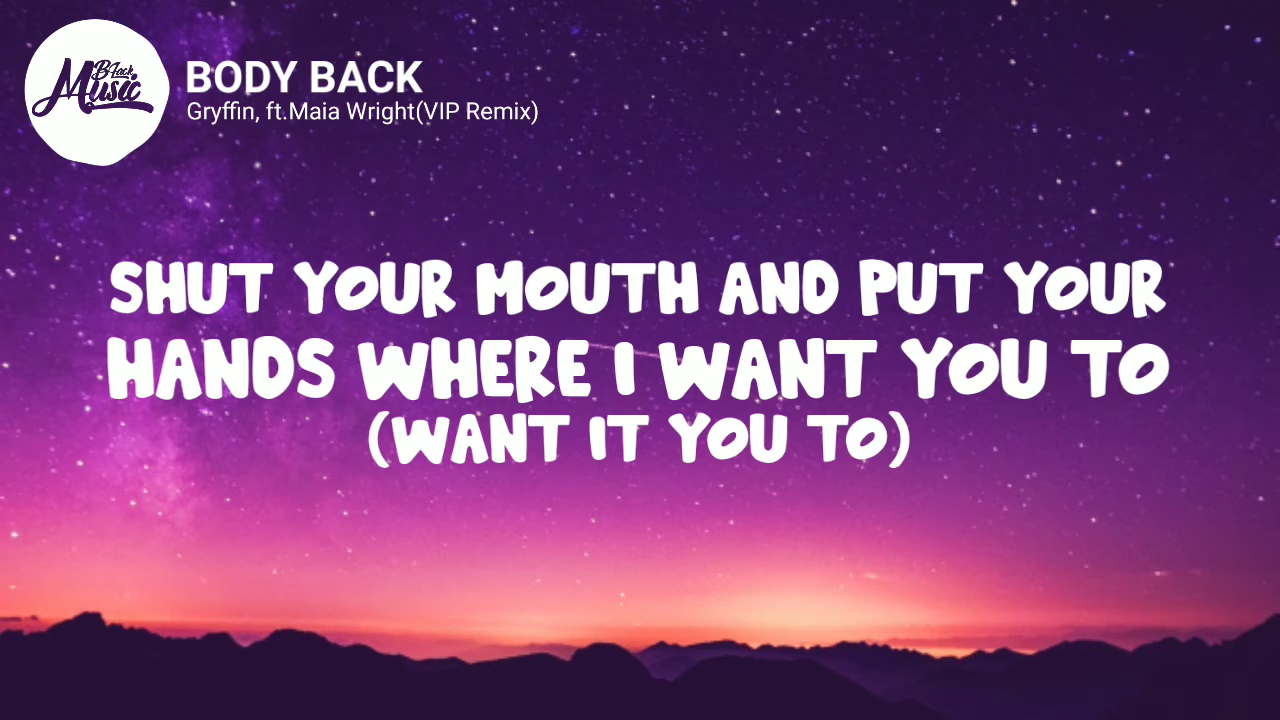 BLack
Music
BODY BACK
Gryffin, ft.Maia Wright(VIP Remix)
SHUT YOUR MOUTH AND PUT YOUR
HANDS WHERE I WANT YOU TO
(WANT IT YOU TO)